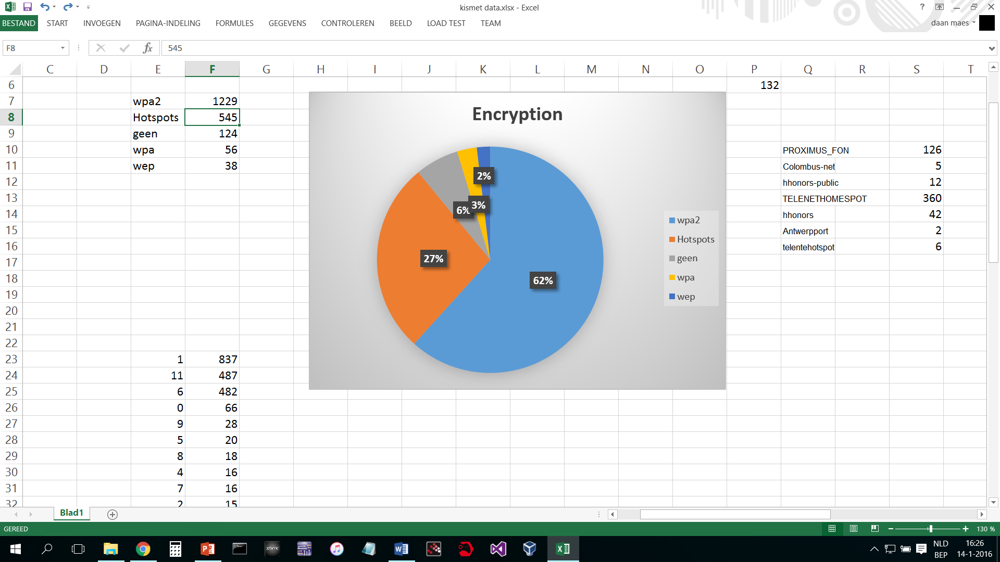 kismet data.xlsx - Excel
?
BESTAND START INVOEGEN PAGINA-INDELING FORMULES GEGEVENS CONTROLEREN BEELD LOAD TEST TEAM
daan maes
F8 fx 545
C D E F G H I J K L M N O P Q R S T
6 132
7 wpa2 1229
8 Hotspots 545
9 geen 124
10 wpa 56 PROXIMUS_FON 126
11 wep 38 Colombus-net 5
12 hhonors-public 12
13 TELENETHOMESPOT 360
14 hhonors 42
15 Antwerpport 2
16 telentehotspot 6
17
18
19
20
21
22
23 1 837
24 11 487
25 6 482
26 0 66
27 9 28
28 5 20
29 8 18
30 4 16
31 7 16
32 2 15
Encryption
2%
3%
6%
27%
62%
wpa2
Hotspots
geen
wpa
wep
Blad1
GEREED
130 %
xbmc
NLD
BEP
16:26
14-1-2016